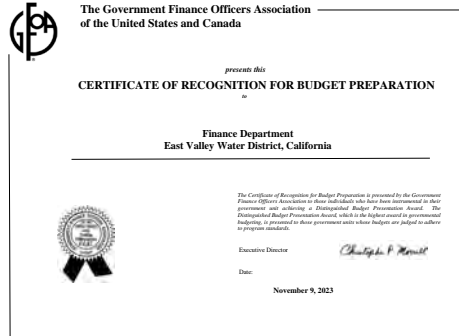 GFOA
The Government Finance Officers Association
of the United States and Canada
presents this
CERTIFICATE OF RECOGNITION FOR BUDGET PREPARATION
to
Finance Department
East Valley Water District, California
The Certificate of Recognition for Budget Preparation is presented by the Government
Finance Officers Association to those individuals who have been instrumental in their
government unit achieving a Distinguished Budget Presentation Award. The
Distinguished Budget Presentation Award, which is the highest award in governmental
budgeting, is presented to those government units whose budgets are judged to adhere
to program standards.
Executive Director
Christopher P Morrill
Date:
November 9, 2023